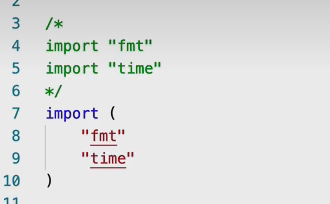 2
3 /*
4 import "fmt"
5 import "time"
6 */
7 import (
8 "fmt"
9 "time"
10 )
11